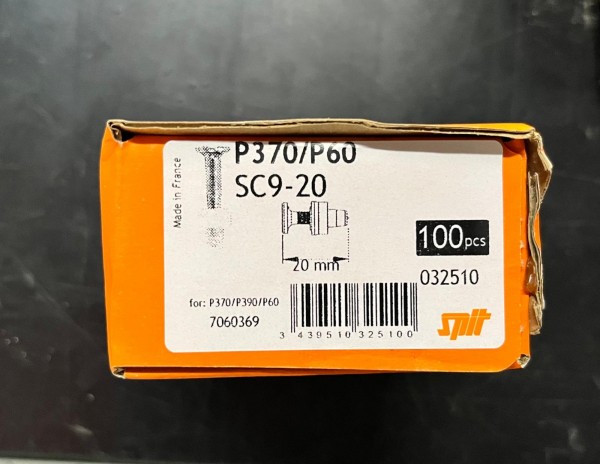 P370/P60
SC9-20
Made in France
20 mm
100pcs
032510
for: P370/P390/P60
7060369
3 439510 325100
spit